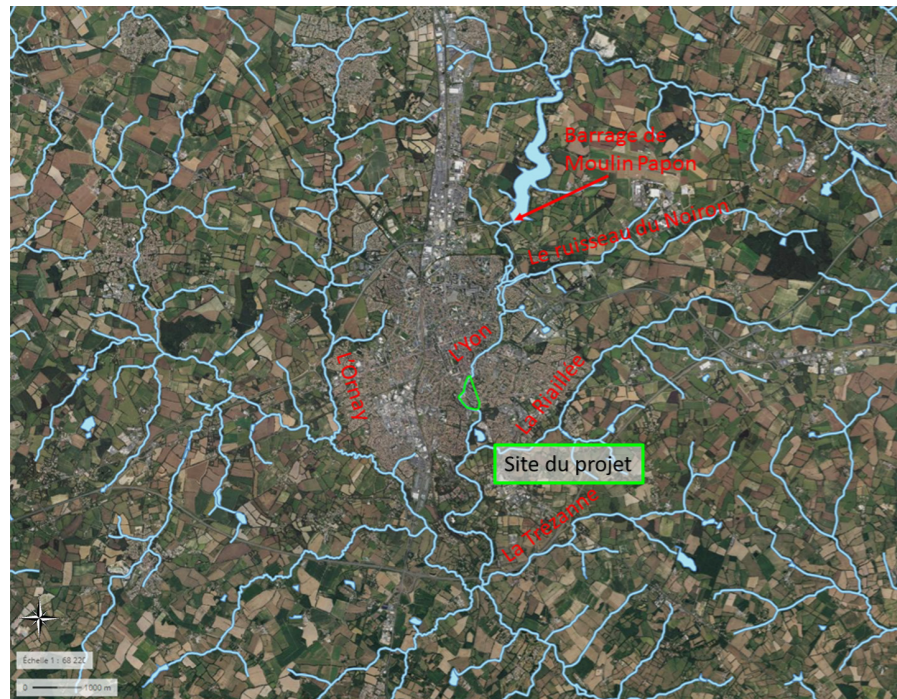 Barrage de
Moulin Papon
Le ruisseau du Noiron
L'Yon
L'Ornay
La Riaillée
Site du projet
La Trézanne
Échelle 1 : 68 220
0 1000 m